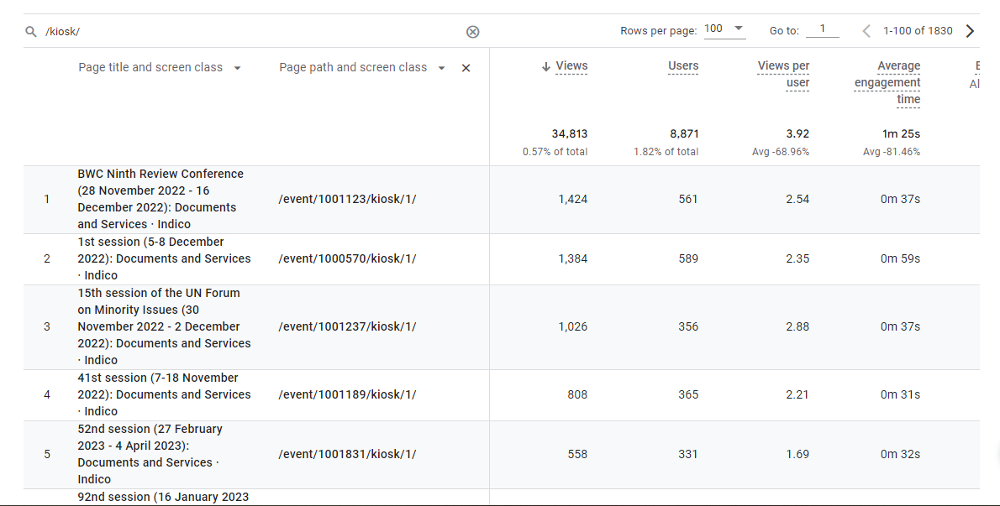 /kiosk/ Rows per page: 100 Go to: 1 1-100 of 1830
Page title and screen class Page path and screen class Views Users Views per user Average engagement time E Al
34,813 8,871 3.92 1m 25s
0.57% of total 1.82% of total Avg -68.96% Avg -81.46%
BWC Ninth Review Conference
(28 November 2022 - 16
1 December 2022): Documents /event/1001123/kiosk/1/ 1,424 561 2.54 0m 37s
and Services · Indico
1st session (5-8 December
2 2022): Documents and Services /event/1000570/kiosk/1/ 1,384 589 2.35 0m 59s
· Indico
15th session of the UN Forum
on Minority Issues (30
3 November 2022 - 2 December /event/1001237/kiosk/1/ 1,026 356 2.88 0m 37s
2022): Documents and Services
· Indico
41st session (7-18 November
4 2022): Documents and Services /event/1001189/kiosk/1/ 808 365 2.21 0m 31s
· Indico
52nd session (27 February
2023 - 4 April 2023):
5 Documents and Services · /event/1001831/kiosk/1/ 558 331 1.69 0m 32s
Indico
92nd session (16 January 2023